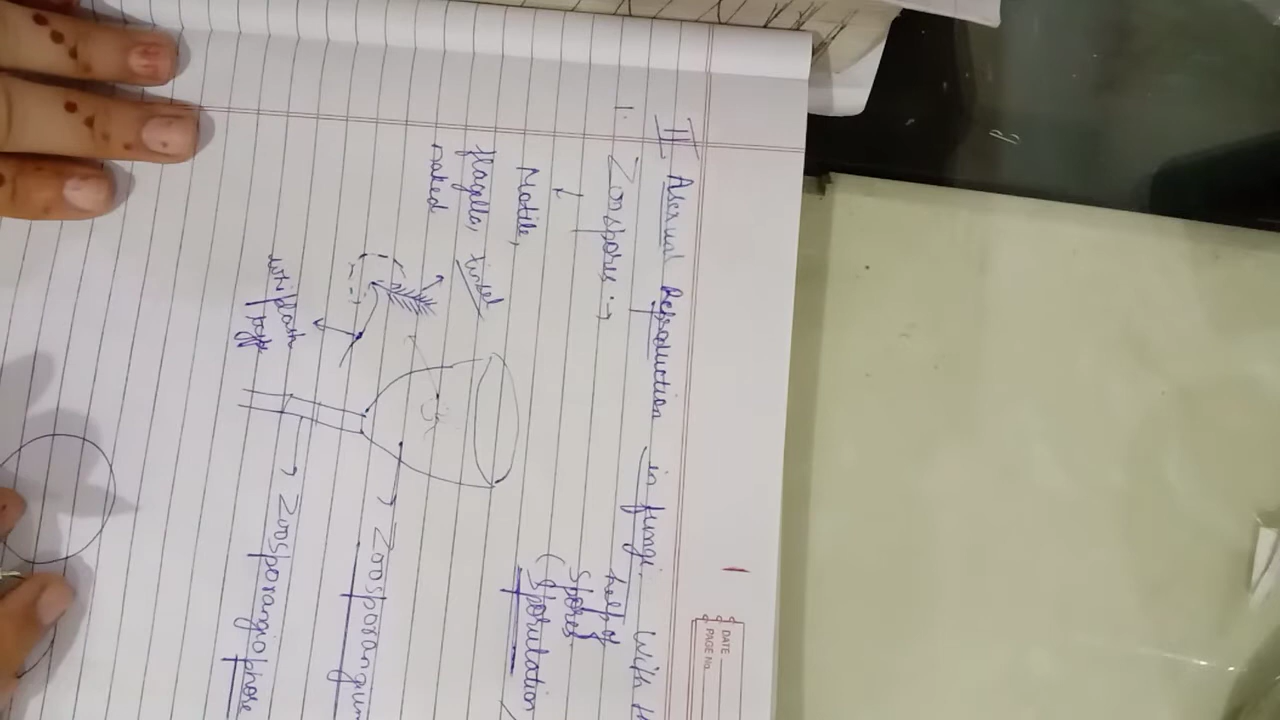 DATE
PAGE No.
II Asexual Reproduction in fungi. With
help of
spores
(Sporulation)
1. Zoospores :→
↓
Motile,
flagella, tinsel
naked
whiplash
type
→ Zoosporangium
→ Zoosporangiophore